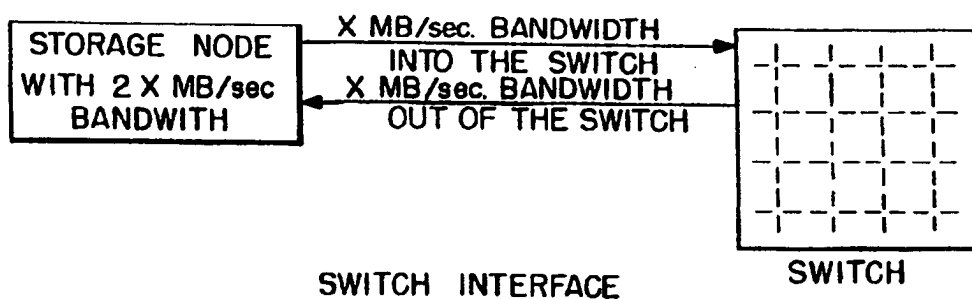 STORAGE NODE
WITH 2 X MB/sec
BANDWITH
X MB/sec. BANDWIDTH
INTO THE SWITCH
X MB/sec. BANDWIDTH
OUT OF THE SWITCH
SWITCH
SWITCH INTERFACE